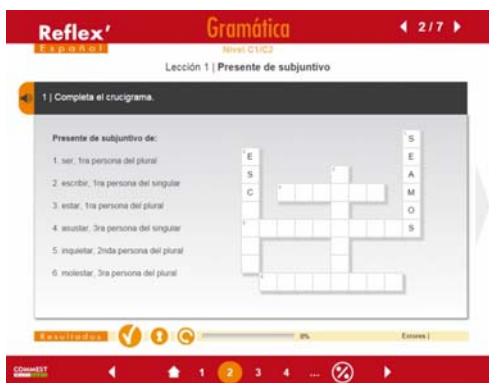 Reflex’
Español
Gramática
Nivel C1/C2
2/7
Lección 1 | Presente de subjuntivo
1 | Completa el crucigrama.
Presente de subjuntivo de:
1. ser, 1ra persona del plural
2. escribir, 1ra persona del singular
3. estar, 1ra persona del plural
4. asustar, 3ra persona del singular
5. inquietar, 2nda persona del plural
6. molestar, 3ra persona del plural
E
S
C
S
E
A
M
O
S
Resultados
0%
Errores |
COMMEST
1 2 3 4 ...